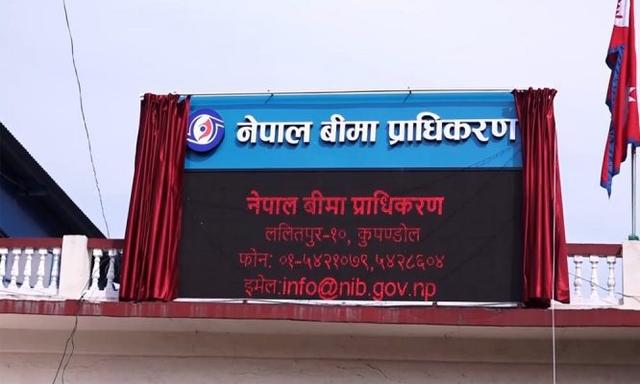 नेपाल बीमा प्राधिकरण
नेपाल बीमा प्राधिकरण
ललितपुर-१०, कुपण्डोल
फोन: ०१-५४२१०७९,५४२८६०४
इमेल:info@nib.gov.np